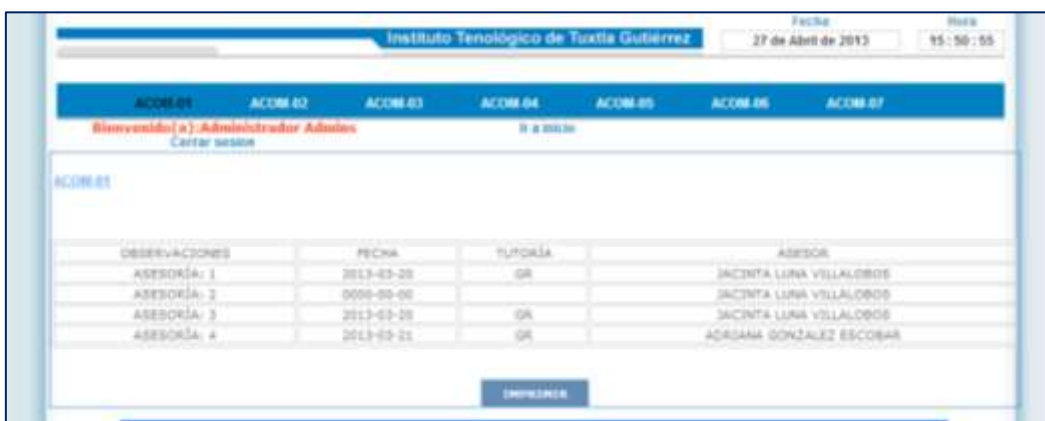 Fecha Hora
Instituto Tenológico de Tuxtla Gutiérrez 27 de Abril de 2013 15:50:55
ACOM-01 ACOM-02 ACOM-03 ACOM-04 ACOM-05 ACOM-06 ACOM-07
Bienvenido(a):Administrador Admins Ir a inicio
Cerrar sesion
ACOM-01
OBSERVACIONES FECHA TUTORÍA ASESOR
ASESORÍA: 1 2013-03-20 GR JACINTA LUNA VILLALOBOS
ASESORÍA: 2 0000-00-00 JACINTA LUNA VILLALOBOS
ASESORÍA: 3 2013-03-20 GR JACINTA LUNA VILLALOBOS
ASESORÍA: 4 2013-03-21 GR ADRIANA GONZALEZ ESCOBAR
IMPRIMIR